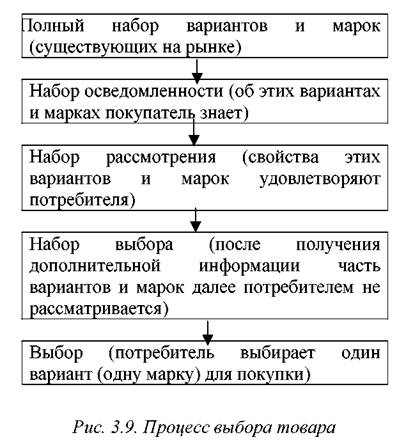 Полный набор вариантов и марок
(существующих на рынке)
Набор осведомленности (об этих вариантах
и марках покупатель знает)
Набор рассмотрения (свойства этих
вариантов и марок удовлетворяют
потребителя)
Набор выбора (после получения
дополнительной информации часть
вариантов и марок далее потребителем не
рассматривается)
Выбор (потребитель выбирает один
вариант (одну марку) для покупки)
Рис. 3.9. Процесс выбора товара